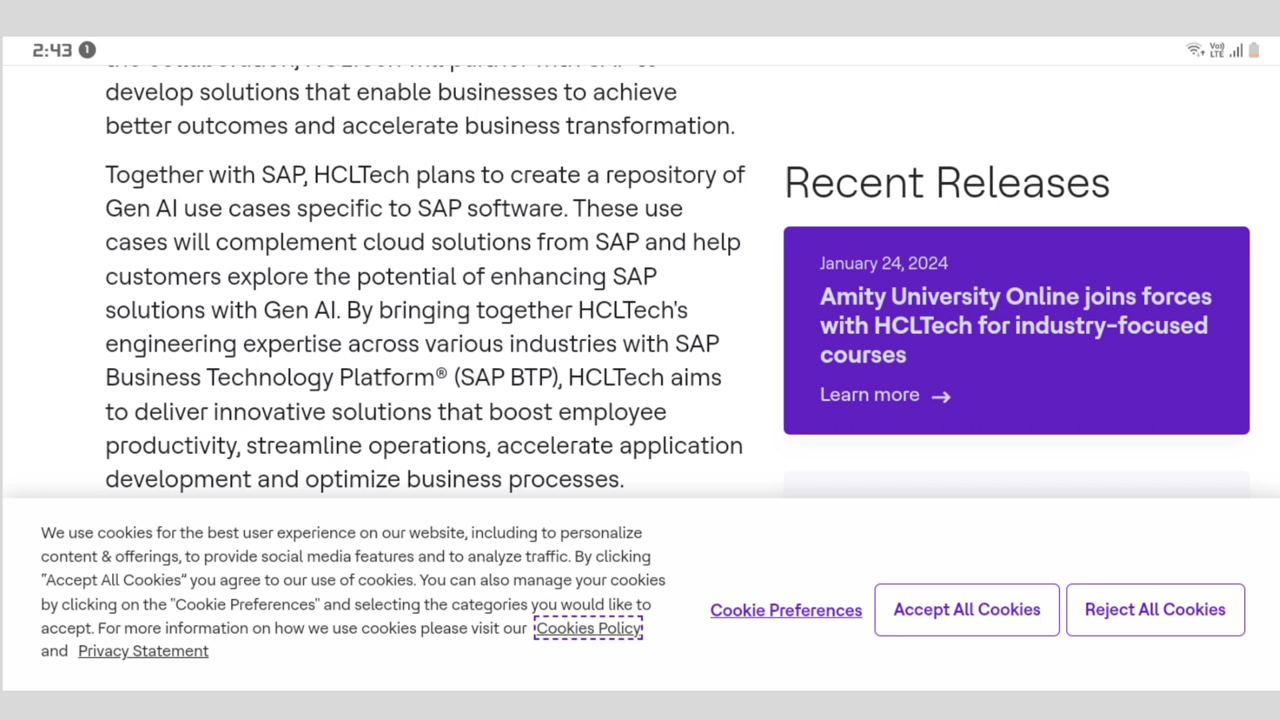 2:43 1
Vo) LTE
develop solutions that enable businesses to achieve
better outcomes and accelerate business transformation.
Together with SAP, HCLTech plans to create a repository of
Gen AI use cases specific to SAP software. These use
cases will complement cloud solutions from SAP and help
customers explore the potential of enhancing SAP
solutions with Gen AI. By bringing together HCLTech's
engineering expertise across various industries with SAP
Business Technology Platform® (SAP BTP), HCLTech aims
to deliver innovative solutions that boost employee
productivity, streamline operations, accelerate application
development and optimize business processes.
Recent Releases
January 24, 2024
Amity University Online joins forces
with HCLTech for industry-focused
courses
Learn more →
We use cookies for the best user experience on our website, including to personalize
content & offerings, to provide social media features and to analyze traffic. By clicking
"Accept All Cookies" you agree to our use of cookies. You can also manage your cookies
by clicking on the "Cookie Preferences" and selecting the categories you would like to
accept. For more information on how we use cookies please visit our Cookies Policy
and Privacy Statement
Cookie Preferences
Accept All Cookies
Reject All Cookies